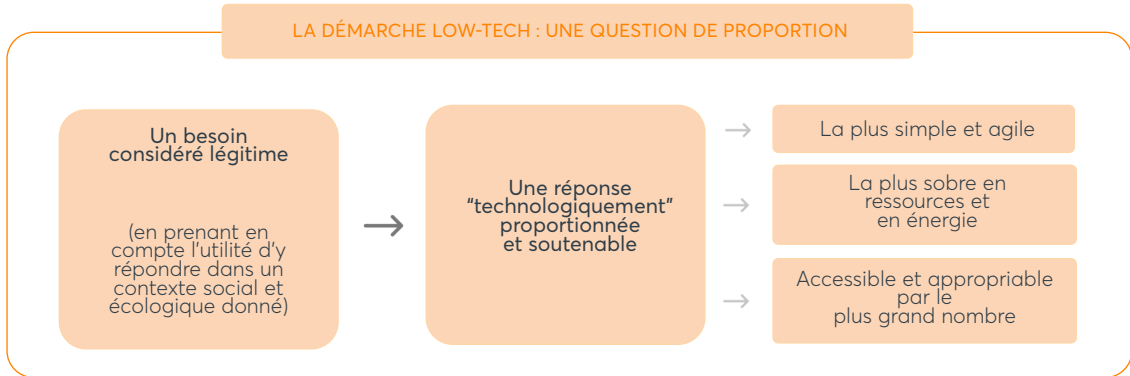 LA DÉMARCHE LOW-TECH : UNE QUESTION DE PROPORTION
Un besoin
considéré légitime
(en prenant en
compte l'utilité d'y
répondre dans un
contexte social et
écologique donné)
Une réponse
"technologiquement"
proportionnée
et soutenable
La plus simple et agile
La plus sobre en
ressources et
en énergie
Accessible et appropriable
par le
plus grand nombre